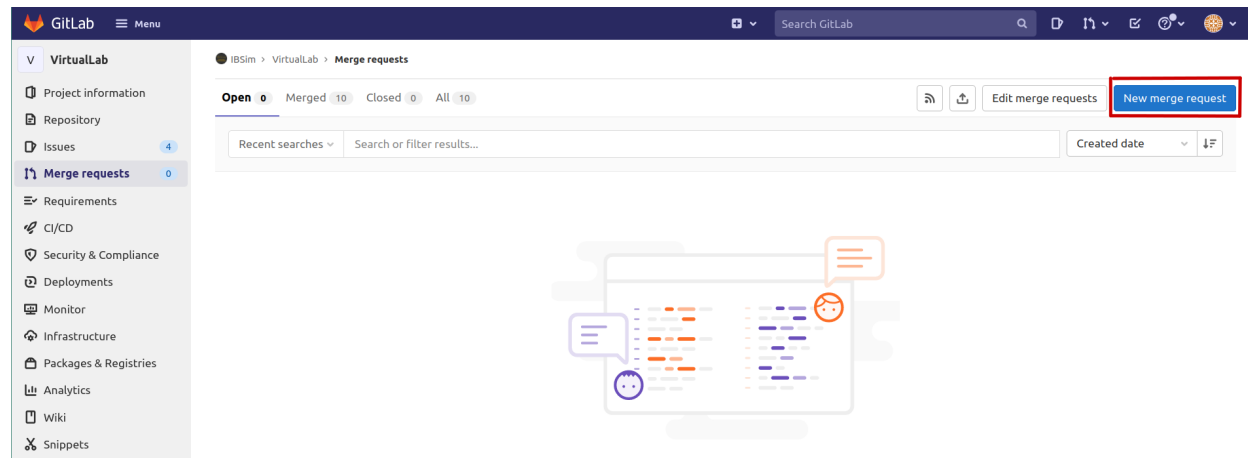 GitLab Menu Search GitLab
V VirtualLab
IBSim > VirtualLab > Merge requests
Project information
Repository
Issues 4
Merge requests 0
Requirements
CI/CD
Security & Compliance
Deployments
Monitor
Infrastructure
Packages & Registries
Analytics
Wiki
Snippets
Open 0 Merged 10 Closed 0 All 10 Edit merge requests New merge request
Recent searches Search or filter results... Created date